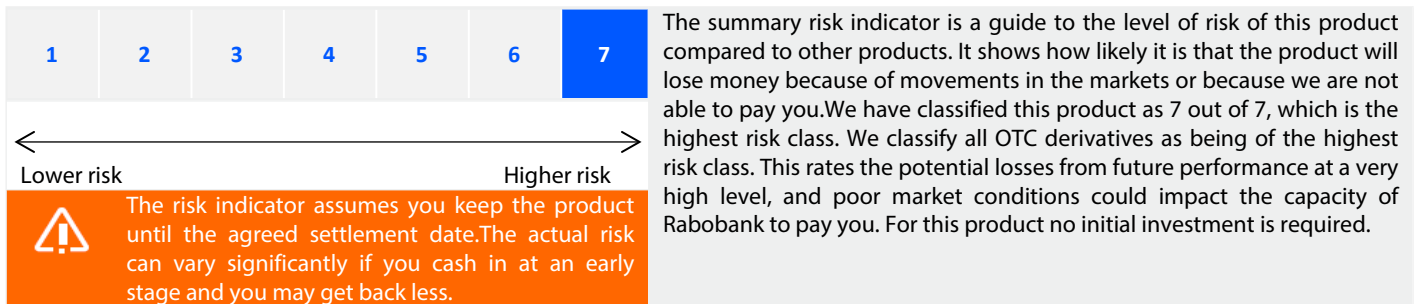 1 2 3 4 5 6 7
Lower risk Higher risk
The risk indicator assumes you keep the product
until the agreed settlement date.The actual risk
can vary significantly if you cash in at an early
stage and you may get back less.
The summary risk indicator is a guide to the level of risk of this product
compared to other products. It shows how likely it is that the product will
lose money because of movements in the markets or because we are not
able to pay you.We have classified this product as 7 out of 7, which is the
highest risk class. We classify all OTC derivatives as being of the highest
risk class. This rates the potential losses from future performance at a very
high level, and poor market conditions could impact the capacity of
Rabobank to pay you. For this product no initial investment is required.